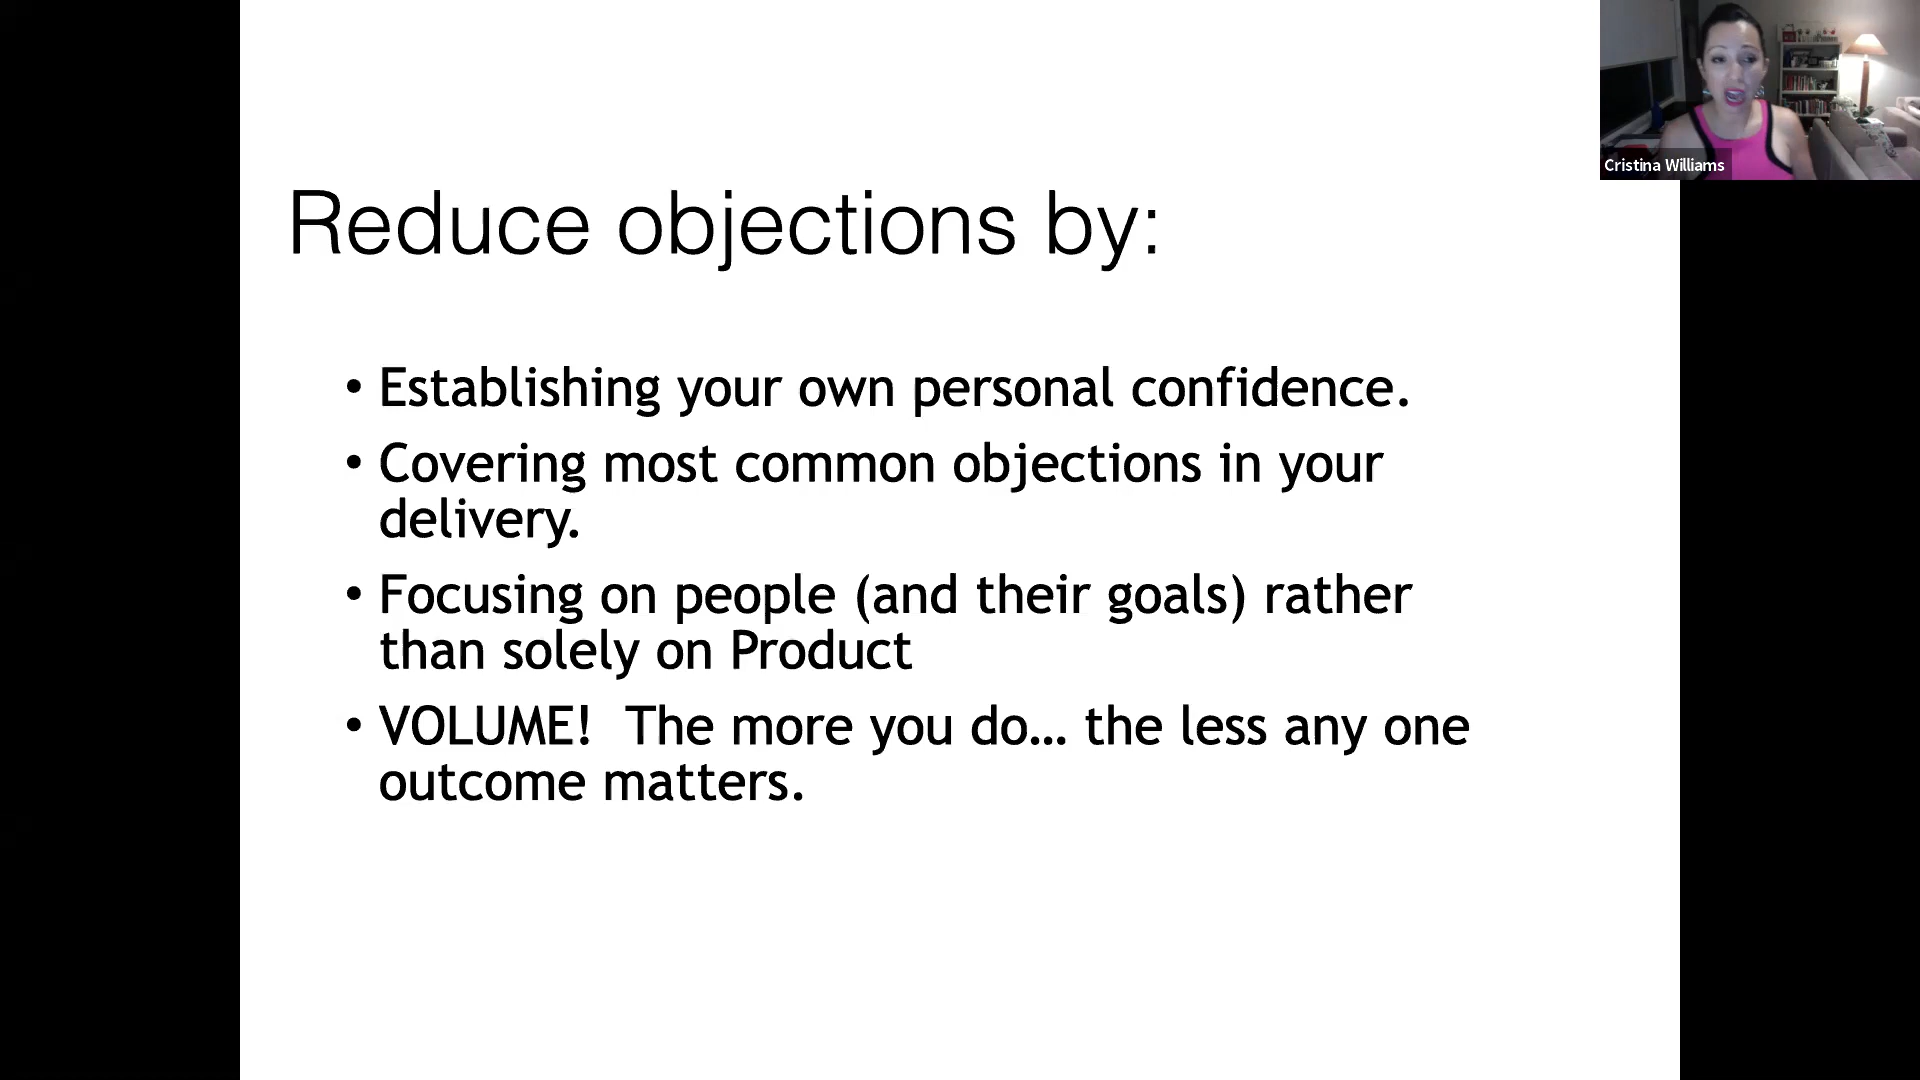 Reduce objections by:
• Establishing your own personal confidence.
• Covering most common objections in your
delivery.
• Focusing on people (and their goals) rather
than solely on Product
• VOLUME!  The more you do... the less any one
outcome matters.
Cristina Williams